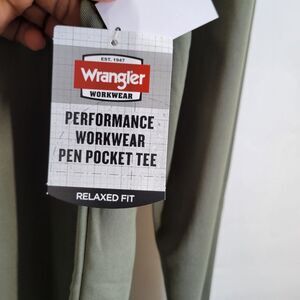 EST. 1947
Wrangler
WORKWEAR
PERFORMANCE
WORKWEAR
PEN POCKET TEE
RELAXED FIT